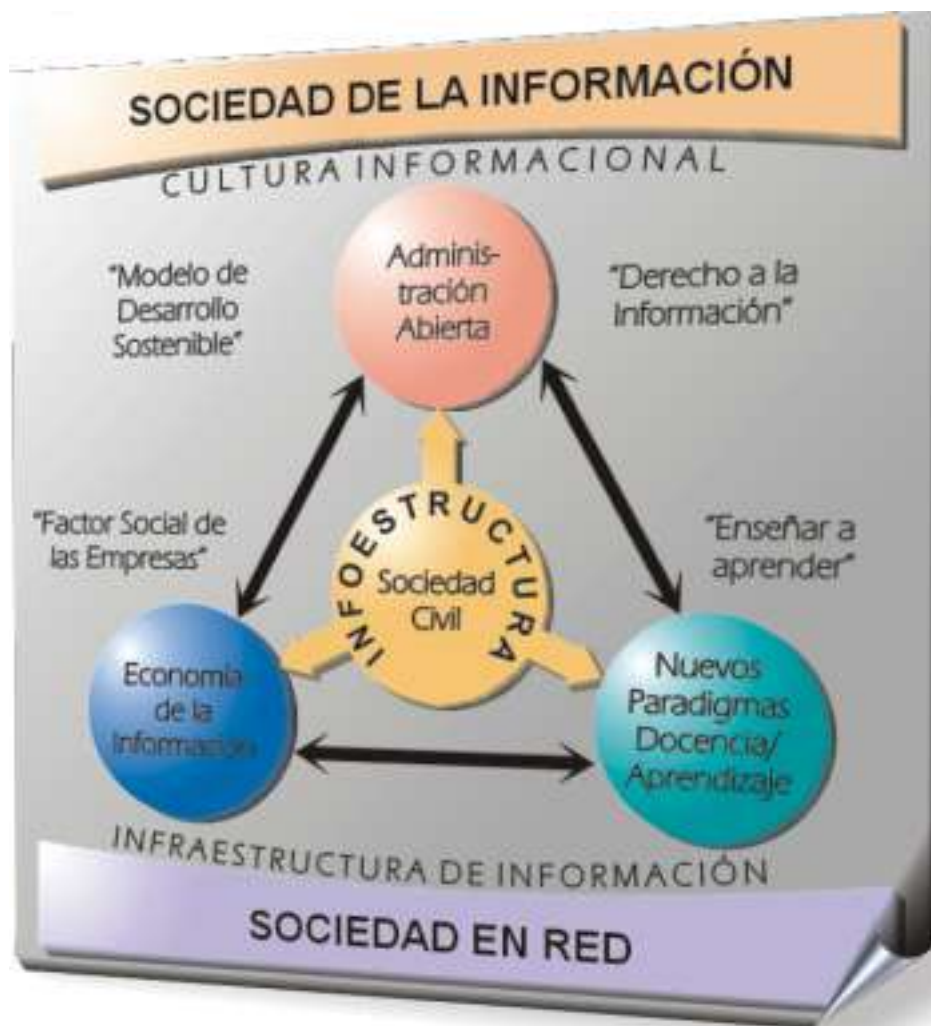 SOCIEDAD DE LA INFORMACIÓN
CULTURA INFORMACIONAL
"Modelo de
Desarrollo
Sostenible"
Adminis-
tración
Abierta
"Derecho a la
Información"
"Factor Social de
las Empresas"
INFOESTRUCTURA
Sociedad
Civil
"Enseñar a
aprender"
Economía
de la
Información
Nuevos
Paradigmas
Docencia/
Aprendizaje
INFRAESTRUCTURA DE INFORMACIÓN
SOCIEDAD EN RED